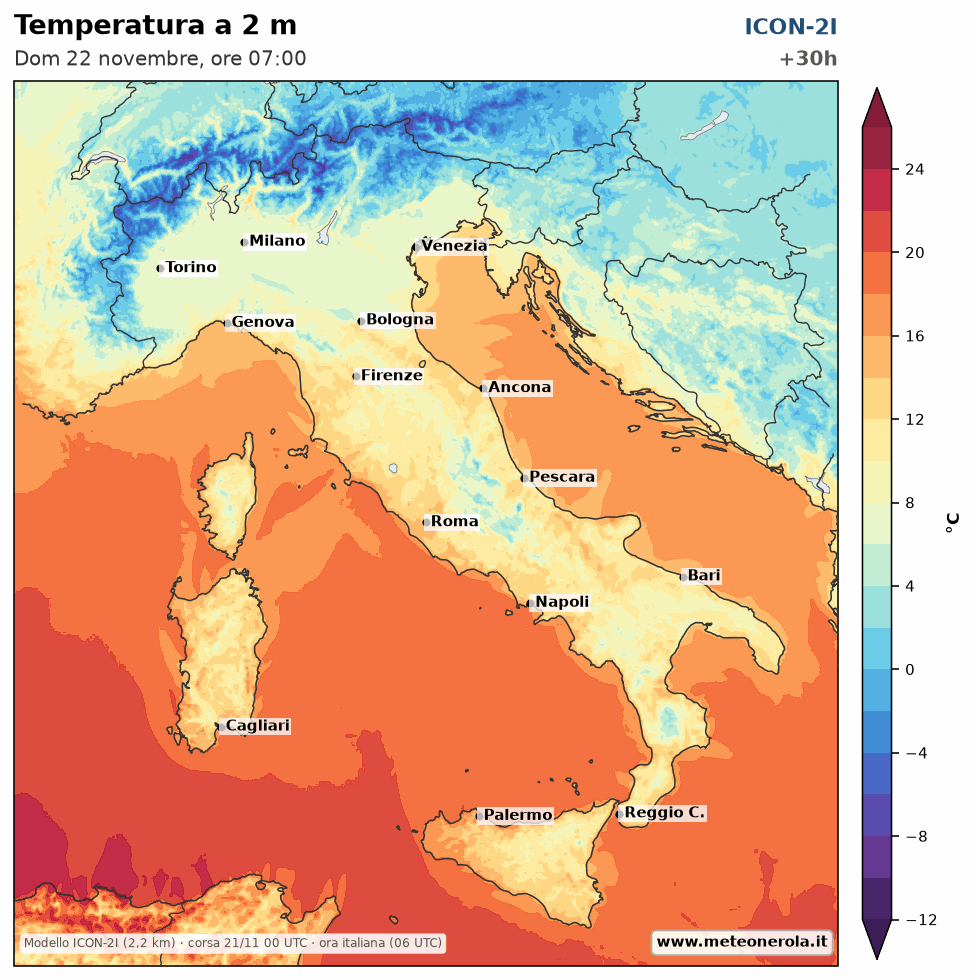 Temperatura a 2 m
ICON-2I
Dom 22 novembre, ore 07:00
+30h
24
20
16
12
8
4
0
−4
−8
−12
°C
Milano
Venezia
Torino
Genova
Bologna
Firenze
Ancona
Pescara
Roma
Bari
Napoli
Cagliari
Palermo
Reggio C.
Modello ICON-2I (2,2 km) · corsa 21/11 00 UTC · ora italiana (06 UTC)
www.meteonerola.it